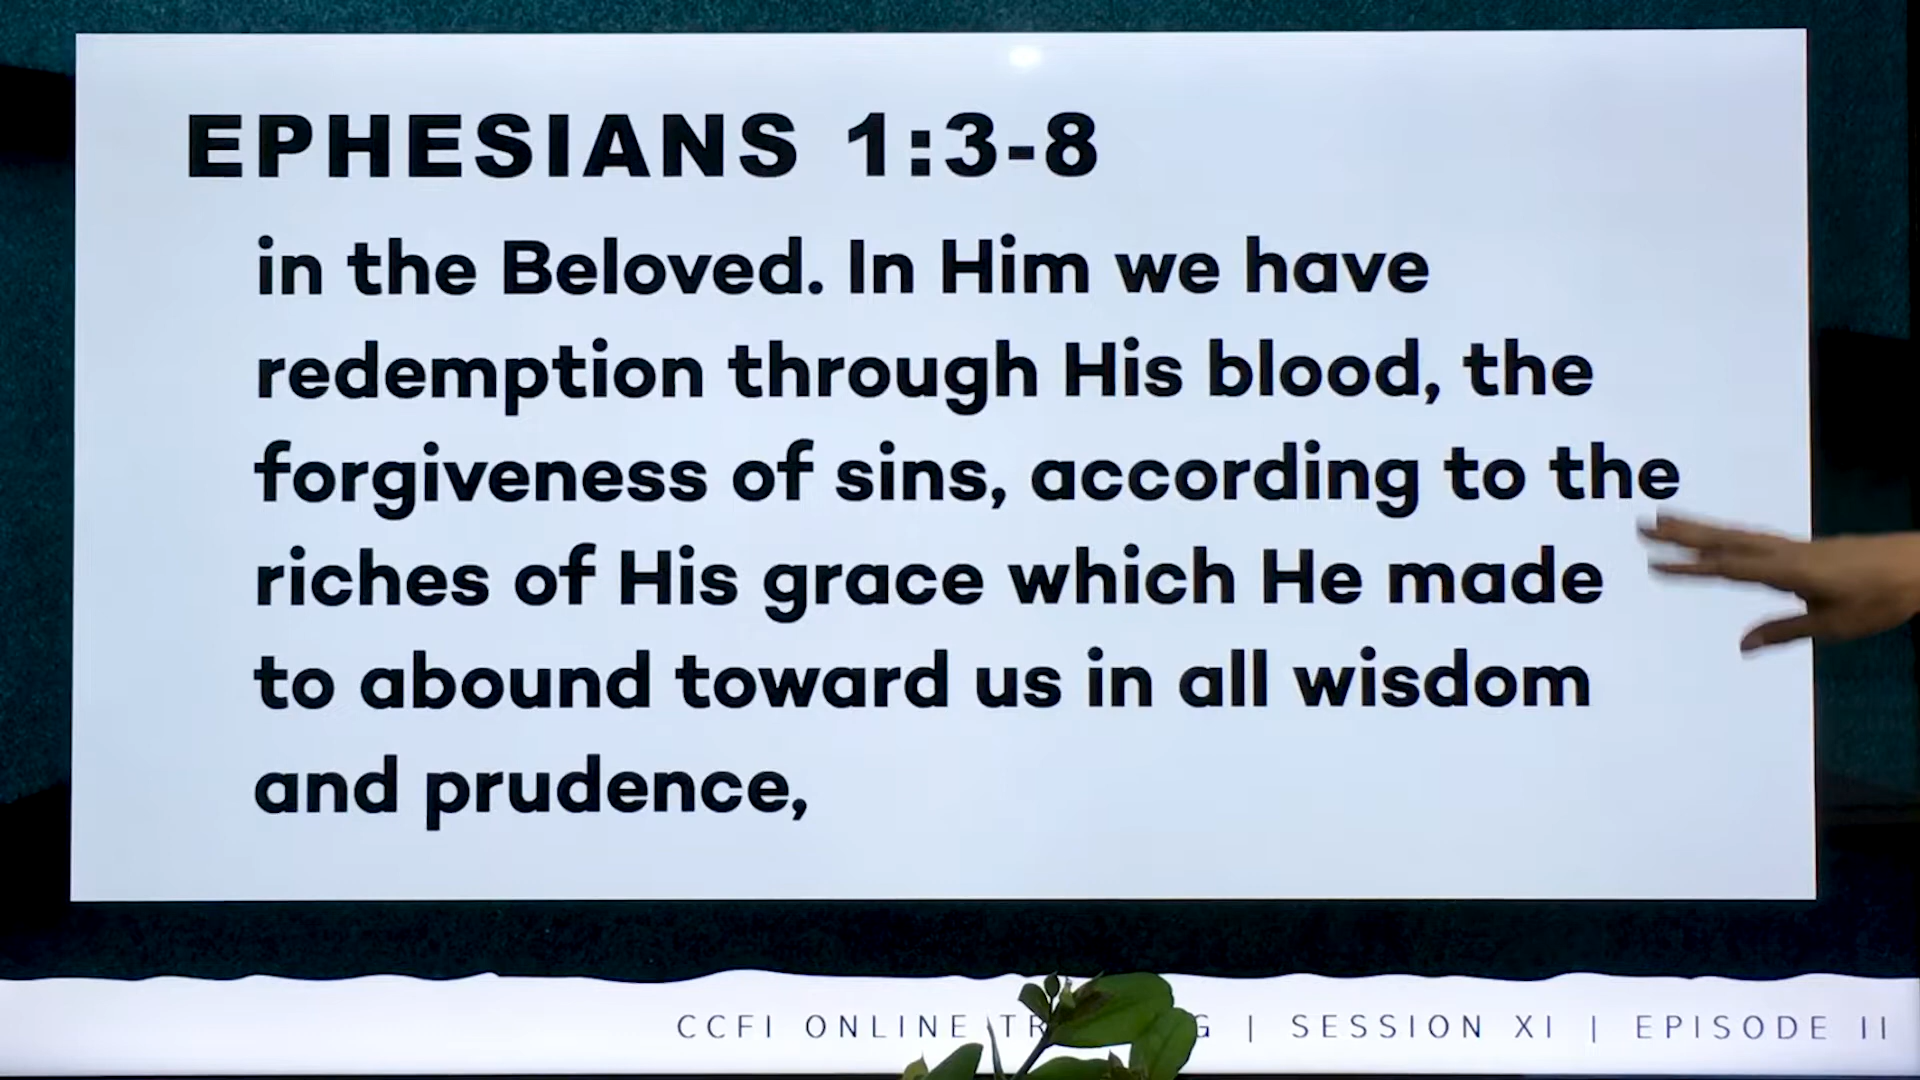 EPHESIANS 1:3-8
in the Beloved. In Him we have
redemption through His blood, the
forgiveness of sins, according to the
riches of His grace which He made
to abound toward us in all wisdom
and prudence,
CCFI ONLINE | SESSION XI | EPISODE II